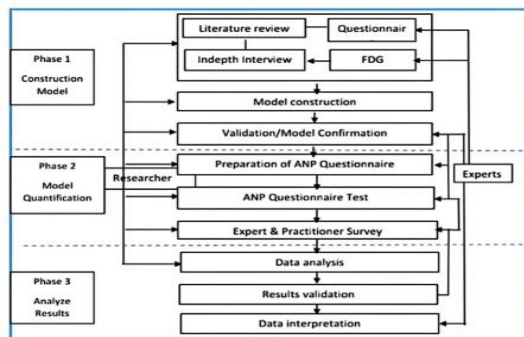 Phase 1
Construction
Model
Literature review
Questionnair
Indepth Interview
FDG
Model construction
Validation/Model Confirmation
Phase 2
Model
Quantification
Researcher
Preparation of ANP Questionnaire
Experts
ANP Questionnaire Test
Expert & Practitioner Survey
Phase 3
Analyze
Results
Data analysis
Results validation
Data interpretation